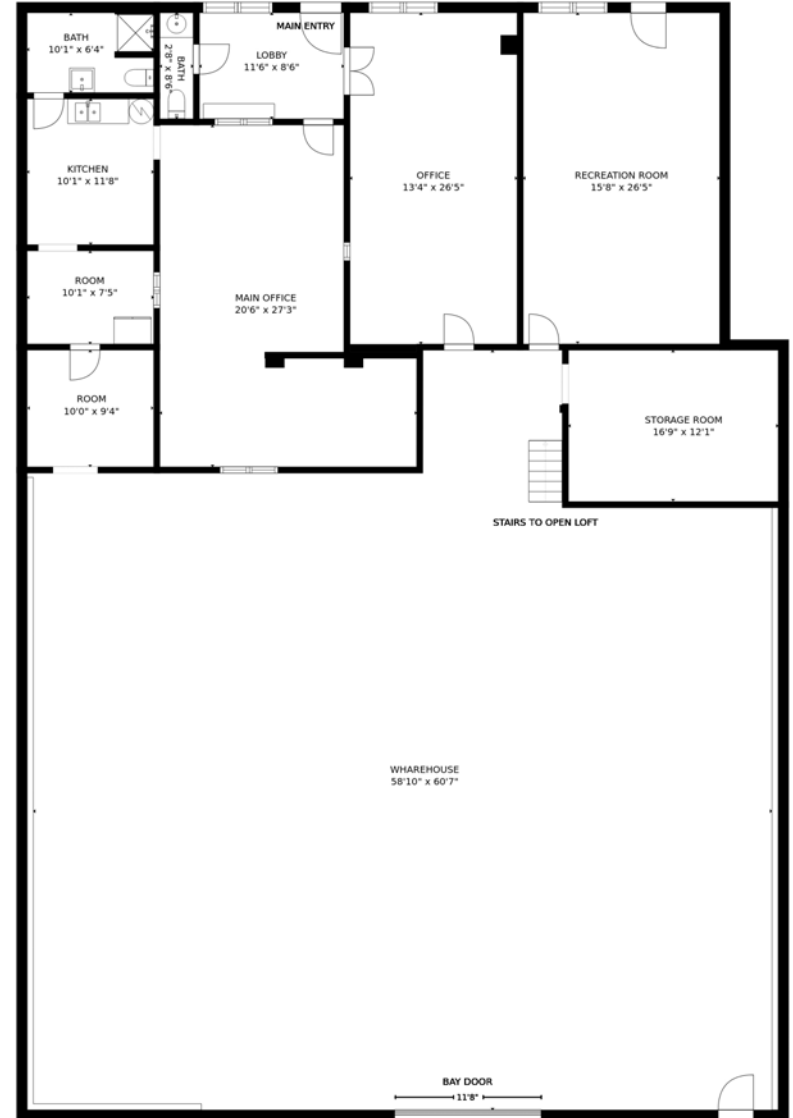 MAIN ENTRY
BATH
10'1" x 6'4"
BATH
2'8" x 8'6"
LOBBY
11'6" x 8'6"
KITCHEN
10'1" x 11'8"
OFFICE
13'4" x 26'5"
RECREATION ROOM
15'8" x 26'5"
ROOM
10'1" x 7'5"
MAIN OFFICE
20'6" x 27'3"
ROOM
10'0" x 9'4"
STORAGE ROOM
16'9" x 12'1"
STAIRS TO OPEN LOFT
WHAREHOUSE
58'10" x 60'7"
BAY DOOR
11'8"